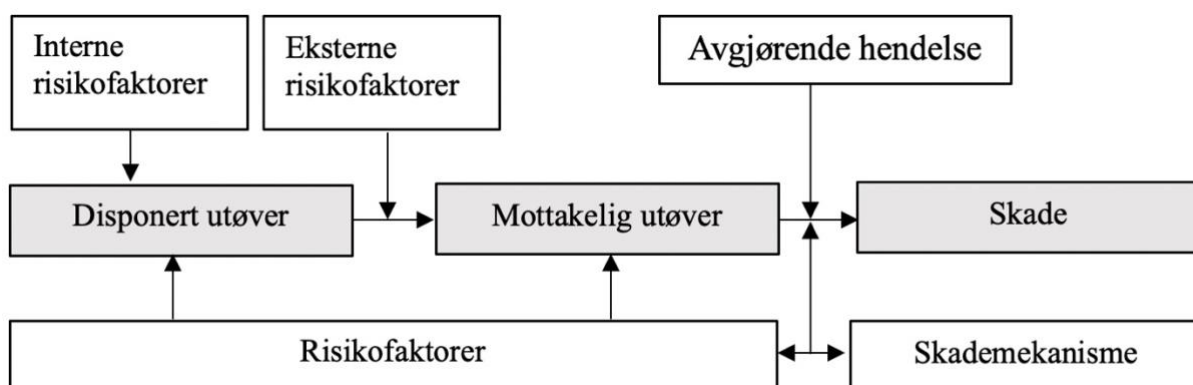 Interne
risikofaktorer
Eksterne
risikofaktorer
Avgjørende hendelse
Disponert utøver
Mottakelig utøver
Skade
Risikofaktorer
Skademekanisme